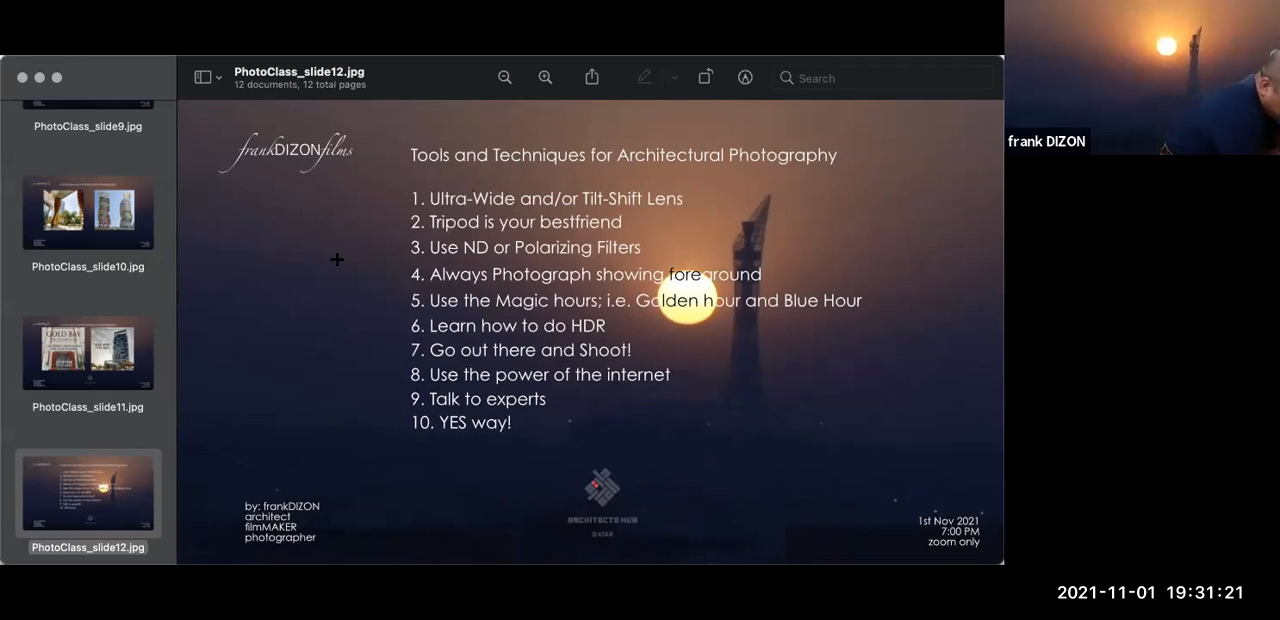 PhotoClass_slide12.jpg
12 documents, 12 total pages
Search
frank DIZON
PhotoClass_slide9.jpg
PhotoClass_slide10.jpg
GOLD BAY
PhotoClass_slide11.jpg
PhotoClass_slide12.jpg
frankDIZONfilms
Tools and Techniques for Architectural Photography
1. Ultra-Wide and/or Tilt-Shift Lens
2. Tripod is your bestfriend
3. Use ND or Polarizing Filters
4. Always Photograph showing foreground
5. Use the Magic hours; i.e. Golden hour and Blue Hour
6. Learn how to do HDR
7. Go out there and Shoot!
8. Use the power of the internet
9. Talk to experts
10. YES way!
by: frankDIZON
architect
filmMAKER
photographer
ARCHITECTS HUB
QATAR
1st Nov 2021
7:00 PM
zoom only
2021-11-01 19:31:21